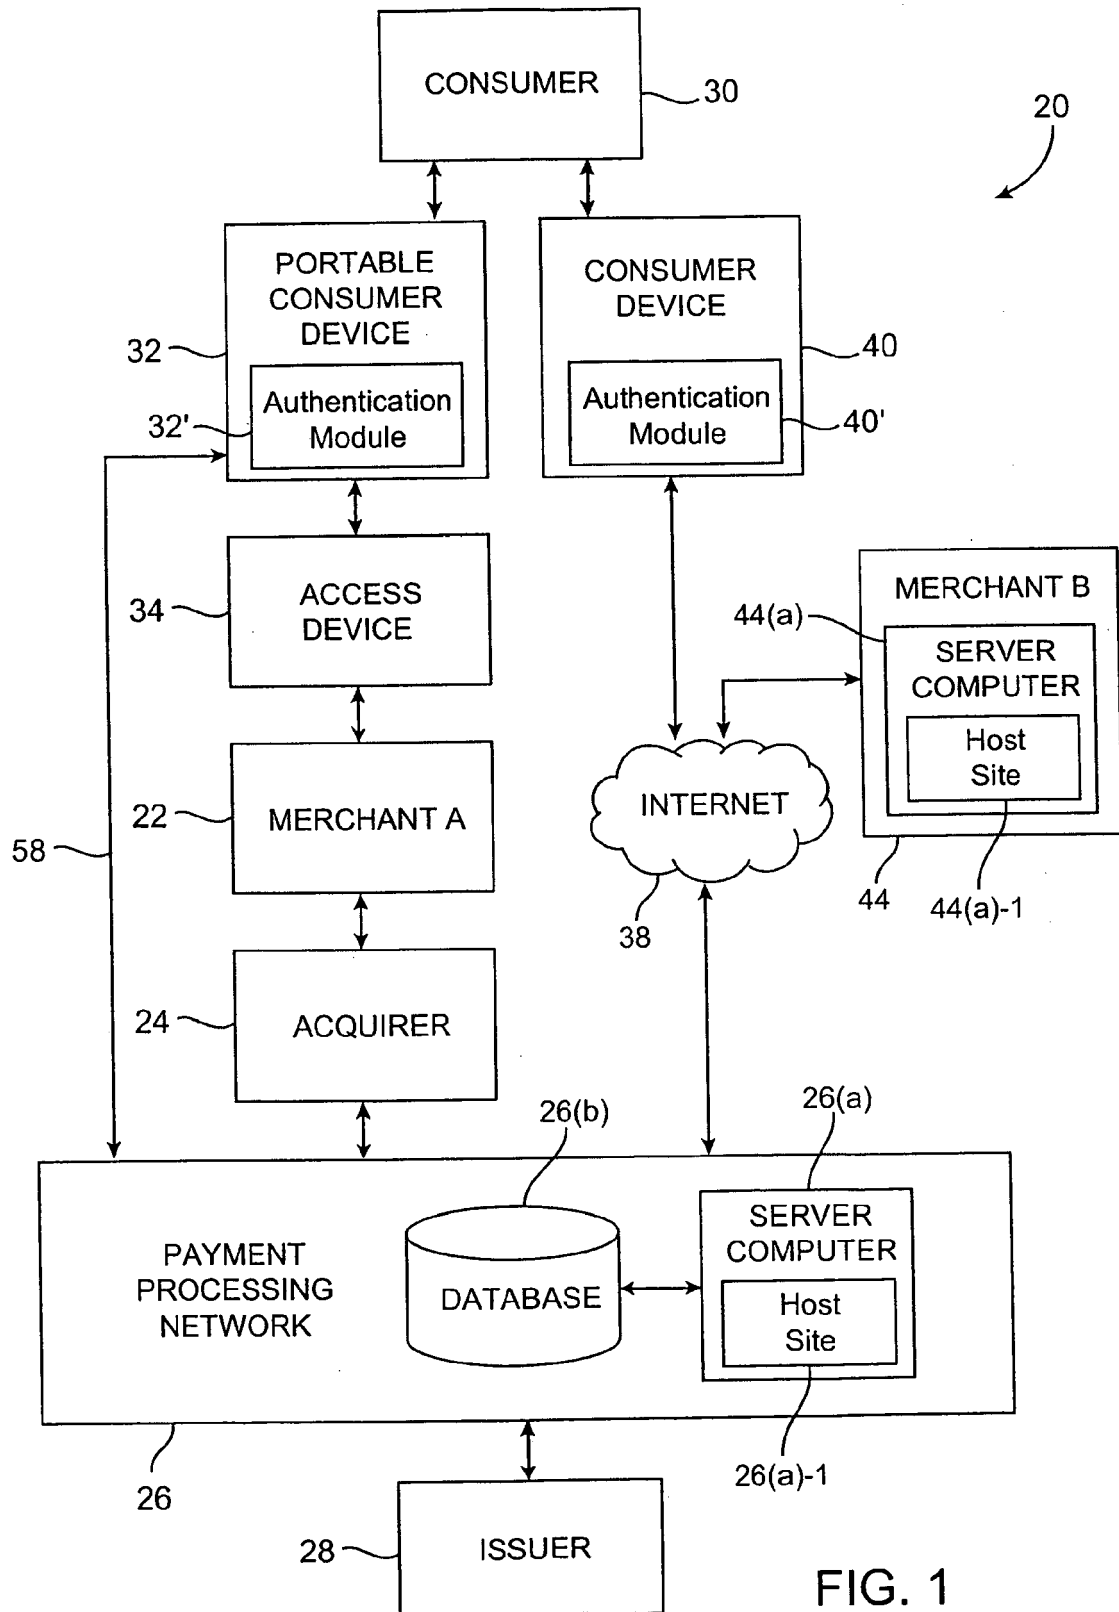 CONSUMER
30
20
PORTABLE
CONSUMER
DEVICE
32
Authentication
Module
32'
CONSUMER
DEVICE
40
Authentication
Module
40'
ACCESS
DEVICE
34
MERCHANT B
44(a)
SERVER
COMPUTER
Host
Site
44
44(a)-1
MERCHANT A
22
INTERNET
38
58
ACQUIRER
24
26(b)
26(a)
PAYMENT
PROCESSING
NETWORK
DATABASE
SERVER
COMPUTER
Host
Site
26
26(a)-1
ISSUER
28
FIG. 1